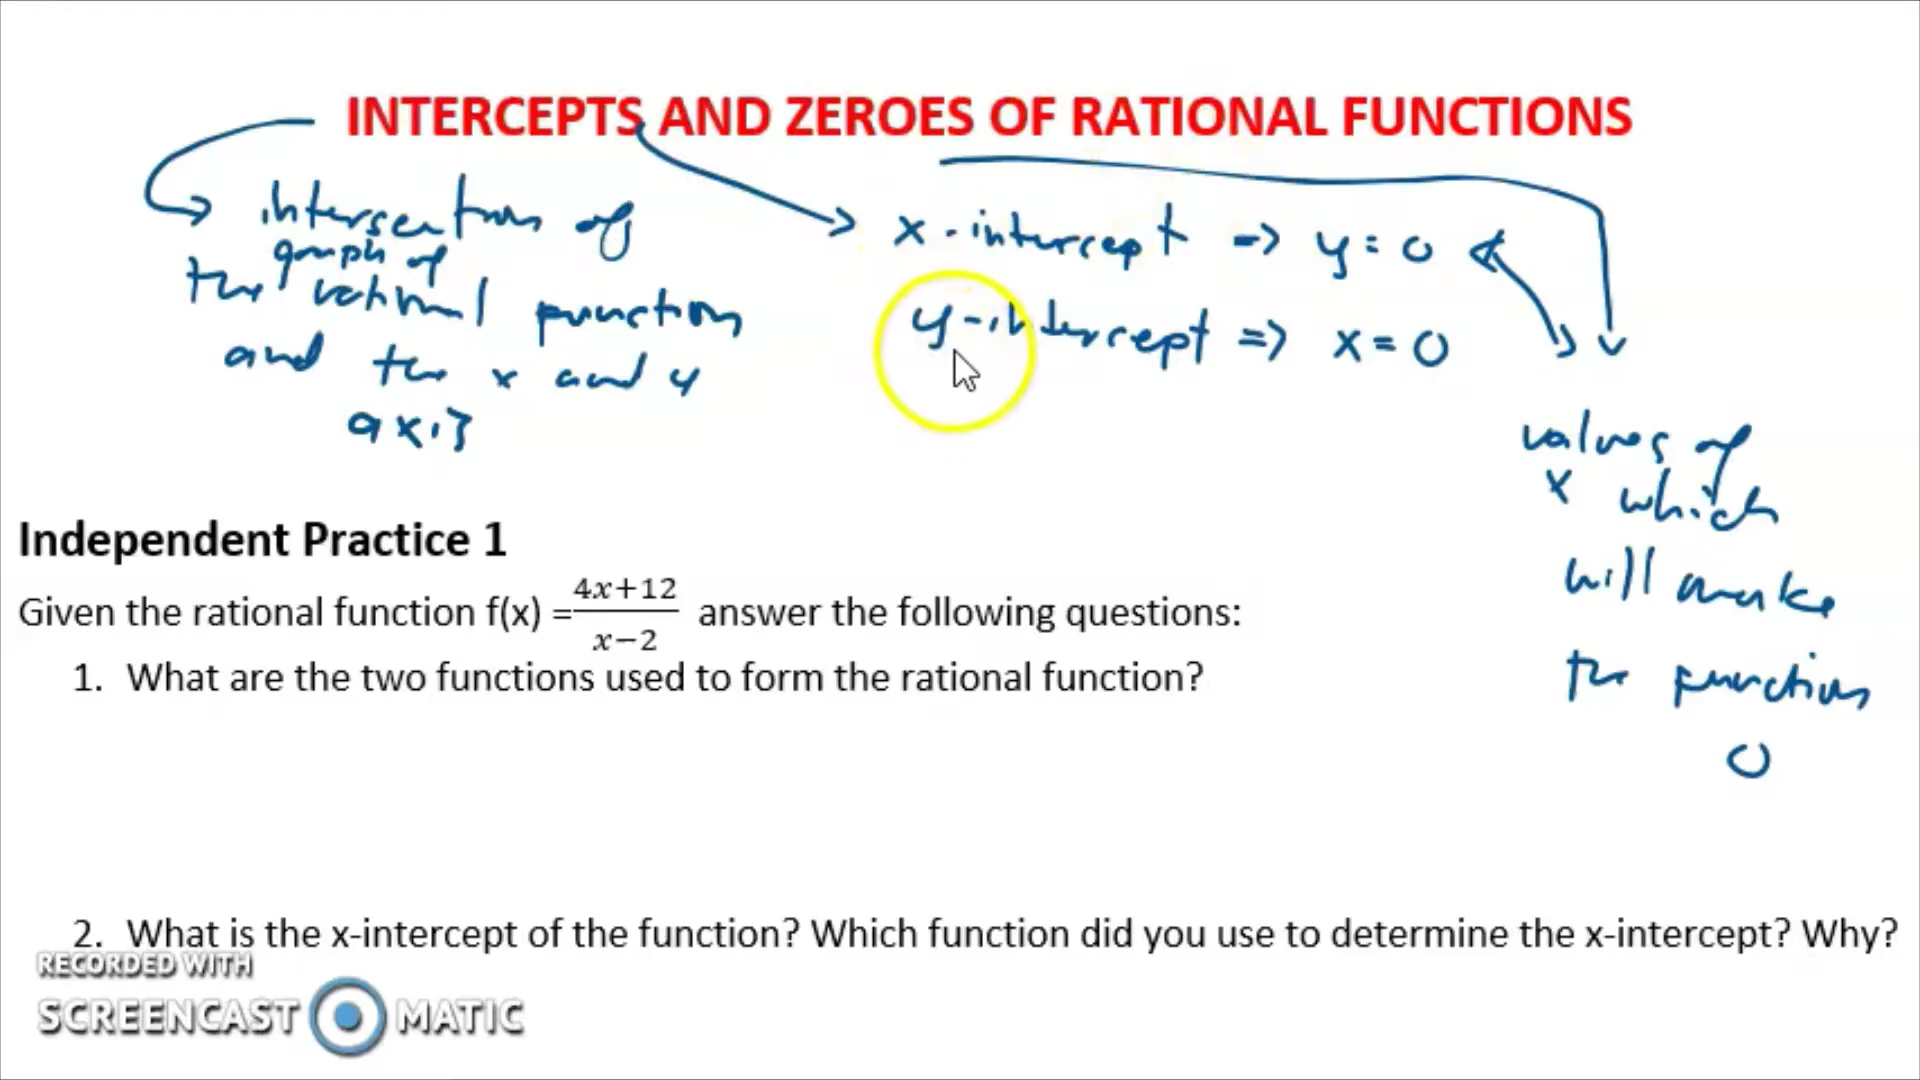 INTERCEPTS AND ZEROES OF RATIONAL FUNCTIONS
intersection of
graph of
the rational function
and the x and y
axis
x-intercept => y=0
y-intercept => x=0
values of
x which
will make
the function
0
Independent Practice 1
Given the rational function f(x) = 4x+12 / x−2 answer the following questions:
1. What are the two functions used to form the rational function?
2. What is the x-intercept of the function? Which function did you use to determine the x-intercept? Why?
RECORDED WITH
SCREENCAST MATIC